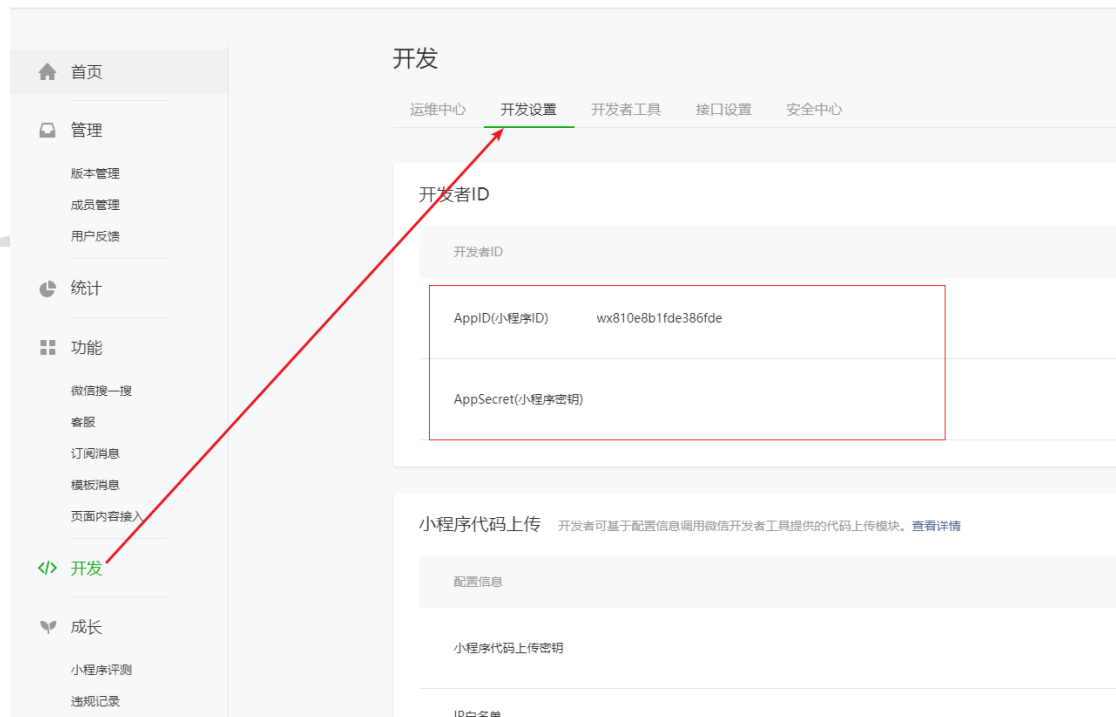 首页
管理
版本管理
成员管理
用户反馈
统计
功能
微信搜一搜
客服
订阅消息
模板消息
页面内容接入
开发
成长
小程序评测
违规记录
开发
运维中心 开发设置 开发者工具 接口设置 安全中心
开发者ID
开发者ID
AppID(小程序ID) wx810e8b1fde386fde
AppSecret(小程序密钥)
小程序代码上传 开发者可基于配置信息调用微信开发者工具提供的代码上传模块。查看详情
配置信息
小程序代码上传密钥
IP白名单